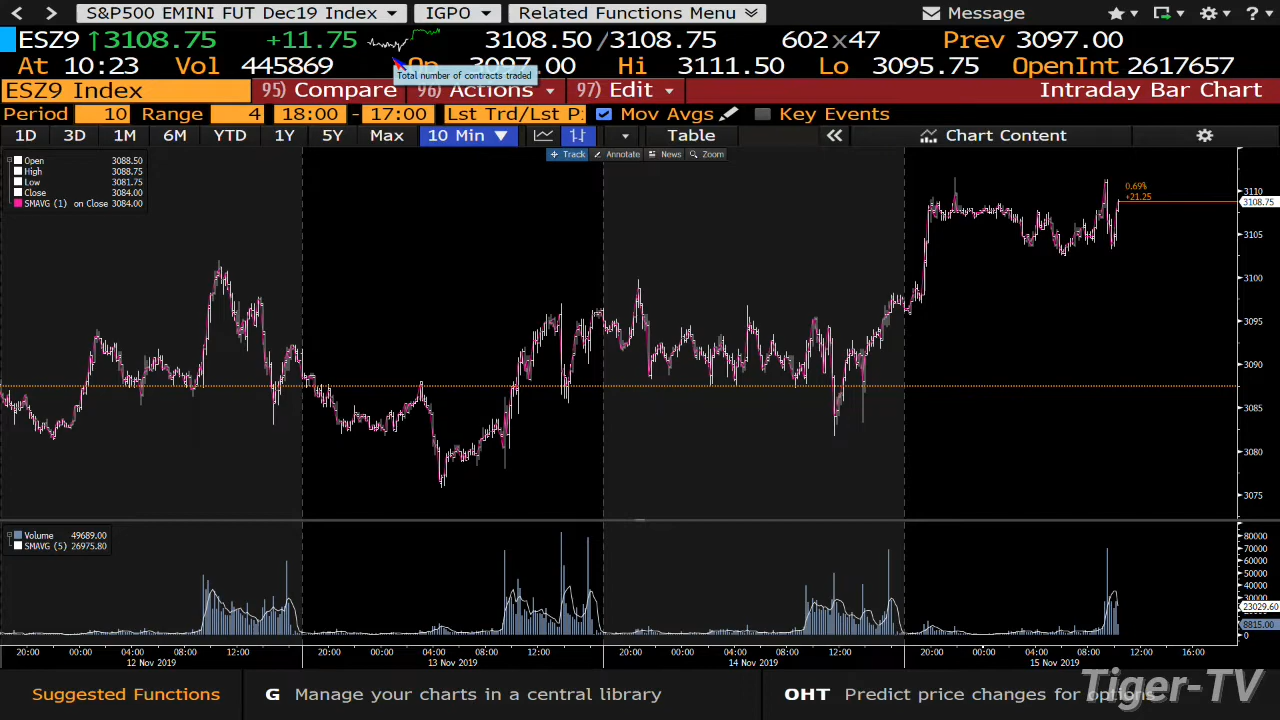 S&P500 EMINI FUT Dec19 Index IGPO Related Functions Menu Message ?
ESZ9 ↑3108.75 +11.75 3108.50 /3108.75 602 x 47 Prev 3097.00
At 10:23 Vol 445869 Op 3097.00 Hi 3111.50 Lo 3095.75 OpenInt 2617657
Total number of contracts traded
ESZ9 Index 95) Compare 96) Actions 97) Edit Intraday Bar Chart
Period 10 Range 4 18:00 - 17:00 Lst Trd/Lst P: Mov Avgs Key Events
1D 3D 1M 6M YTD 1Y 5Y Max 10 Min ▼ Table Chart Content
Track Annotate News Zoom
Open 3088.50
High 3088.75
Low 3081.75
Close 3084.00
SMAVG (1) on Close 3084.00
0.69%
+21.25
3110
3108.75
3105
3100
3095
3090
3085
3080
3075
Volume 49689.00
SMAVG (5) 26975.80
80000
70000
60000
50000
40000
30000
23029.60
8815.00
0
20:00 00:00 04:00 08:00 12:00 20:00 00:00 04:00 08:00 12:00 20:00 00:00 04:00 08:00 12:00 20:00 00:00 04:00 08:00 12:00 16:00
12 Nov 2019 13 Nov 2019 14 Nov 2019 15 Nov 2019
Suggested Functions G Manage your charts in a central library OHT Predict price changes for options
Tiger-TV